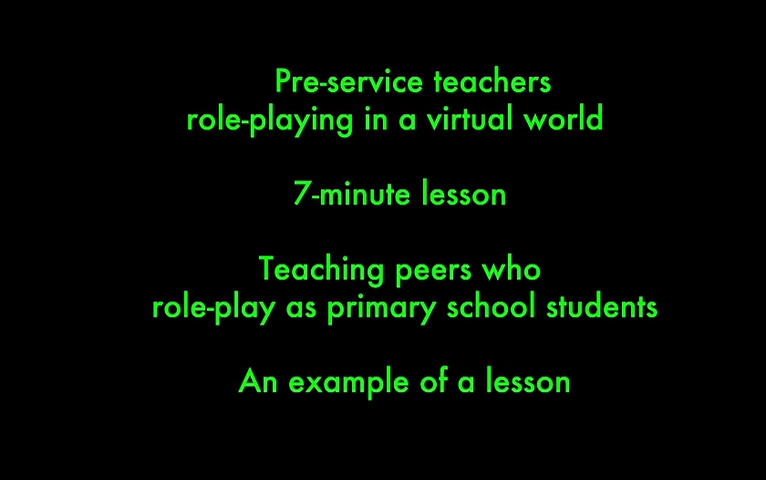 Pre-service teachers
role-playing in a virtual world
7-minute lesson
Teaching peers who
role-play as primary school students
An example of a lesson